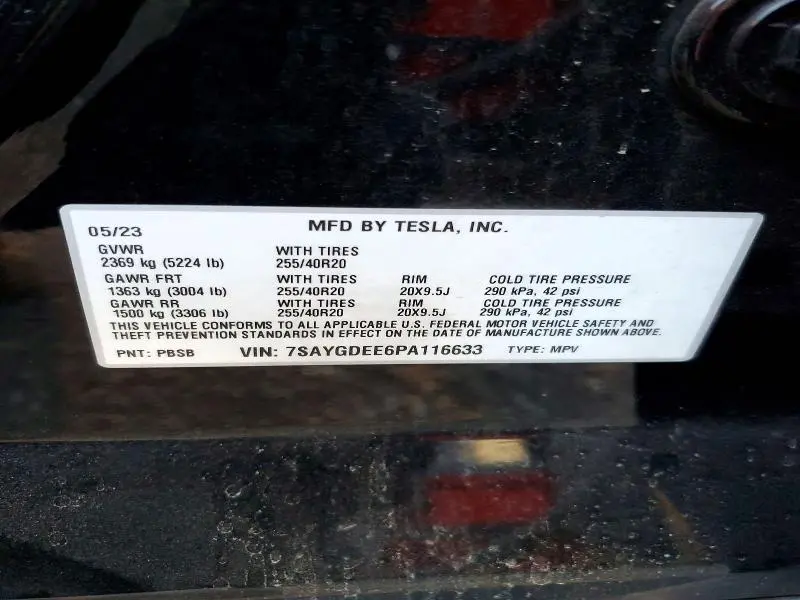 05/23 MFD BY TESLA, INC.
GVWR WITH TIRES
2369 kg (5224 lb) 255/40R20
GAWR FRT WITH TIRES RIM COLD TIRE PRESSURE
1363 kg (3004 lb) 255/40R20 20X9.5J 290 kPa, 42 psi
GAWR RR WITH TIRES RIM COLD TIRE PRESSURE
1500 kg (3306 lb) 255/40R20 20X9.5J 290 kPa, 42 psi
THIS VEHICLE CONFORMS TO ALL APPLICABLE U.S. FEDERAL MOTOR VEHICLE SAFETY AND
THEFT PREVENTION STANDARDS IN EFFECT ON THE DATE OF MANUFACTURE SHOWN ABOVE.
PNT: PBSB VIN: 7SAYGDEE6PA116633 TYPE: MPV